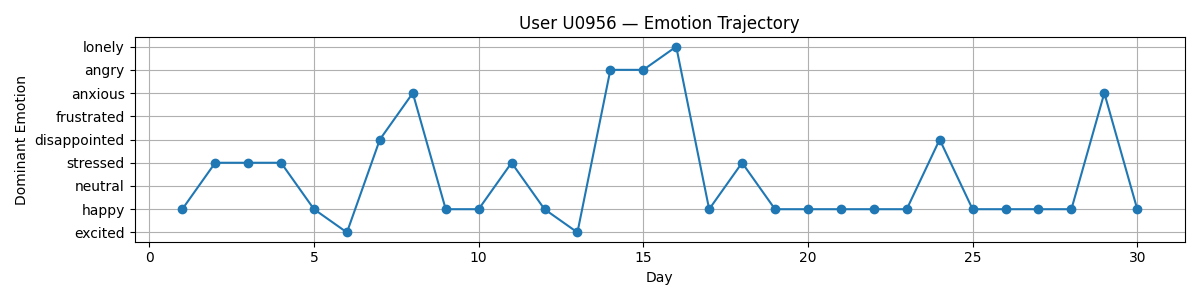 User U0956 — Emotion Trajectory
Dominant Emotion
lonely
angry
anxious
frustrated
disappointed
stressed
neutral
happy
excited
0 5 10 15 20 25 30
Day